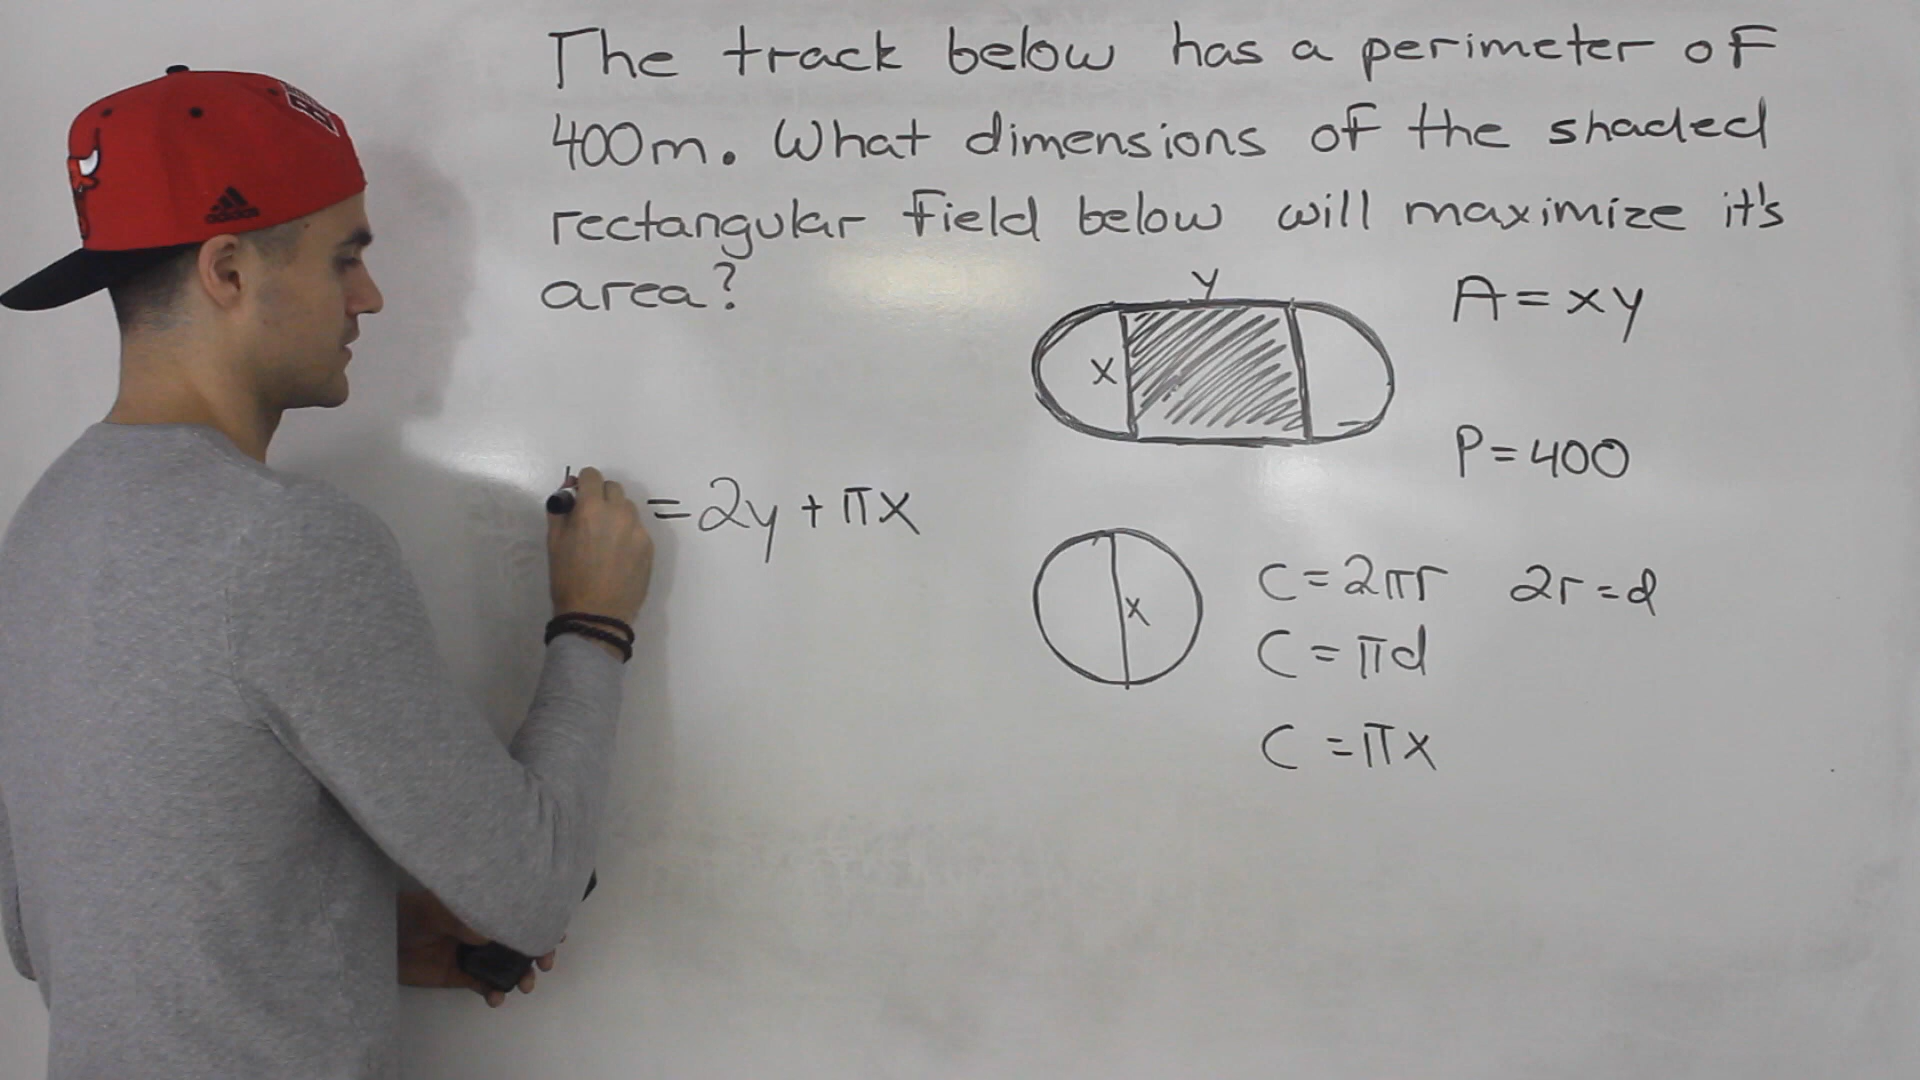 The track below has a perimeter of
400m. What dimensions of the shaded
rectangular field below will maximize it's
area?
y
A = xy
x
P = 400
= 2y + πx
x
C = 2πr 2r = d
C = πd
C = πx
adidas